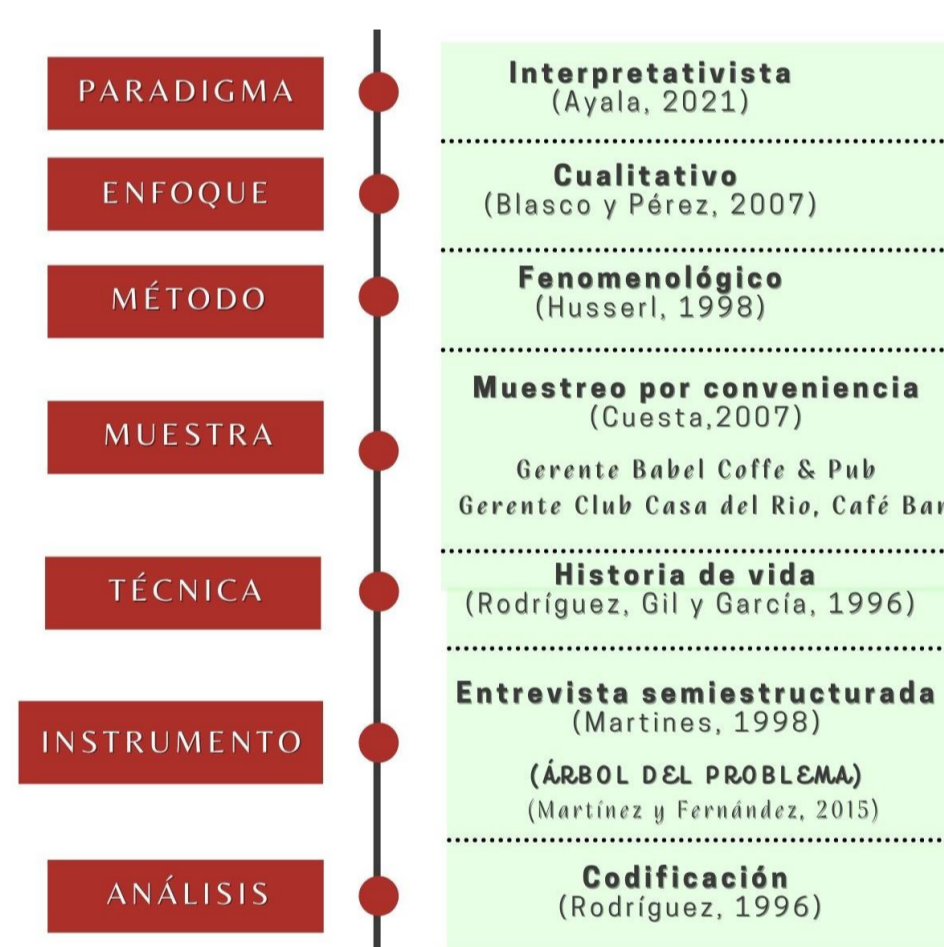 PARADIGMA
Interpretativista
(Ayala, 2021)
ENFOQUE
Cualitativo
(Blasco y Pérez, 2007)
MÉTODO
Fenomenológico
(Husserl, 1998)
MUESTRA
Muestreo por conveniencia
(Cuesta,2007)
Gerente Babel Coffe & Pub
Gerente Club Casa del Rio, Café Bar
TÉCNICA
Historia de vida
(Rodríguez, Gil y García, 1996)
INSTRUMENTO
Entrevista semiestructurada
(Martines, 1998)
(ÁRBOL DEL PROBLEMA)
(Martínez y Fernández, 2015)
ANÁLISIS
Codificación
(Rodríguez, 1996)